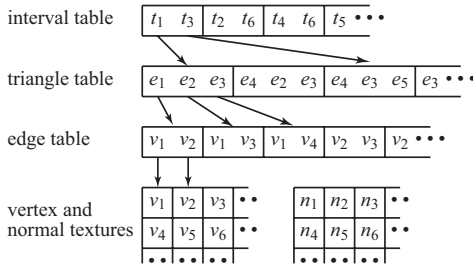 interval table t1 t3 t2 t6 t4 t6 t5 •••
triangle table e1 e2 e3 e4 e2 e3 e4 e3 e5 e3 •••
edge table v1 v2 v1 v3 v1 v4 v2 v3 v2 •••
vertex and normal textures
v1 v2 v3 •• n1 n2 n3 ••
v4 v5 v6 •• n4 n5 n6 ••
•• •• •• •• •• ••